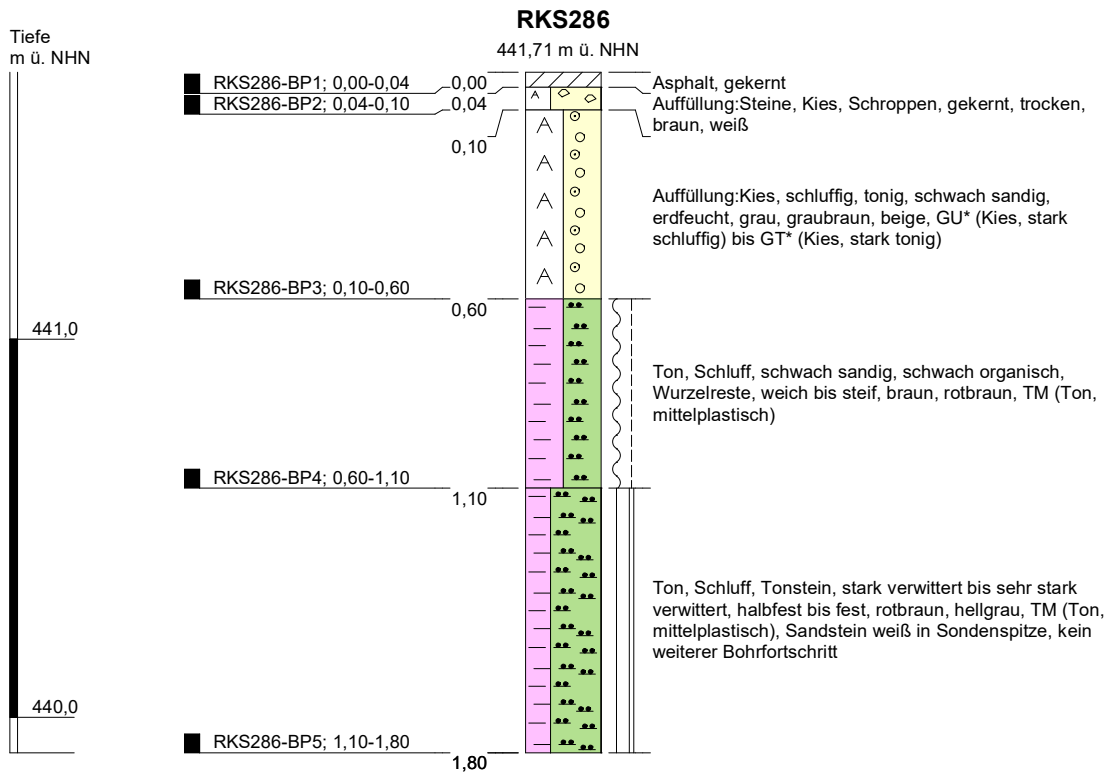 RKS286
441,71 m ü. NHN
Tiefe
m ü. NHN
RKS286-BP1; 0,00-0,04
0,00
Asphalt, gekernt
RKS286-BP2; 0,04-0,10
0,04
Auffüllung:Steine, Kies, Schroppen, gekernt, trocken,
braun, weiß
0,10
Auffüllung:Kies, schluffig, tonig, schwach sandig,
erdfeucht, grau, graubraun, beige, GU* (Kies, stark
schluffig) bis GT* (Kies, stark tonig)
RKS286-BP3; 0,10-0,60
0,60
441,0
Ton, Schluff, schwach sandig, schwach organisch,
Wurzelreste, weich bis steif, braun, rotbraun, TM (Ton,
mittelplastisch)
RKS286-BP4; 0,60-1,10
1,10
Ton, Schluff, Tonstein, stark verwittert bis sehr stark
verwittert, halbfest bis fest, rotbraun, hellgrau, TM (Ton,
mittelplastisch), Sandstein weiß in Sondenspitze, kein
weiterer Bohrfortschritt
440,0
RKS286-BP5; 1,10-1,80
1,80